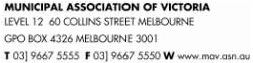 MUNICIPAL ASSOCIATION OF VICTORIA
LEVEL 12 60 COLLINS STREET MELBOURNE
GPO BOX 4326 MELBOURNE 3001
T 03] 9667 5555 F 03] 9667 5550 W www.mav.asn.au